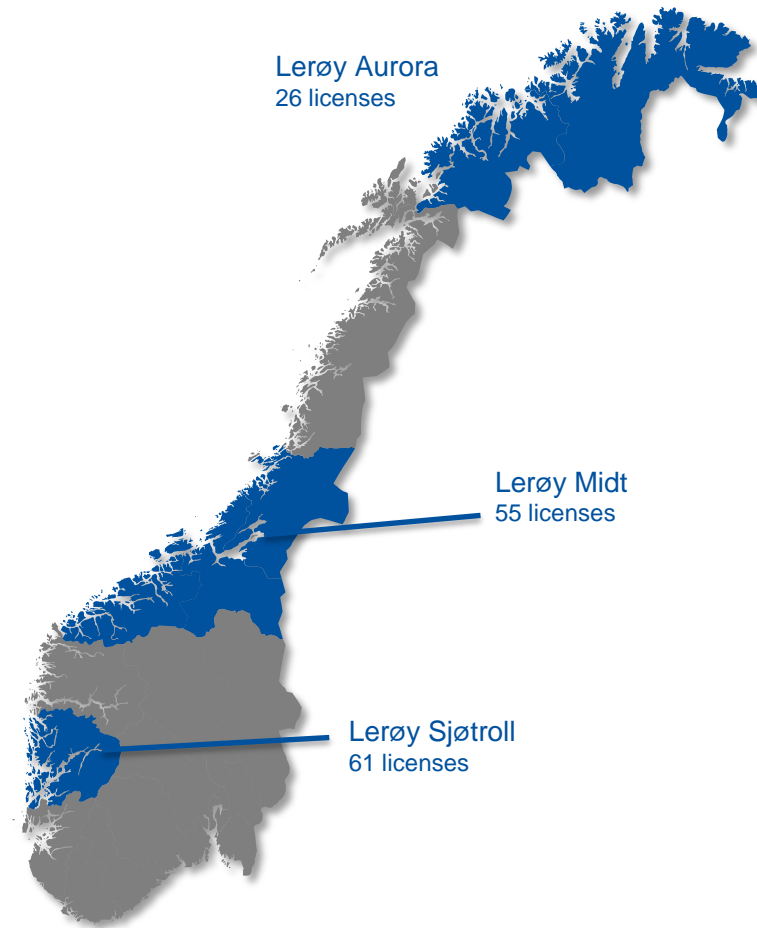 Lerøy Aurora
26 licenses
Lerøy Midt
55 licenses
Lerøy Sjøtroll
61 licenses